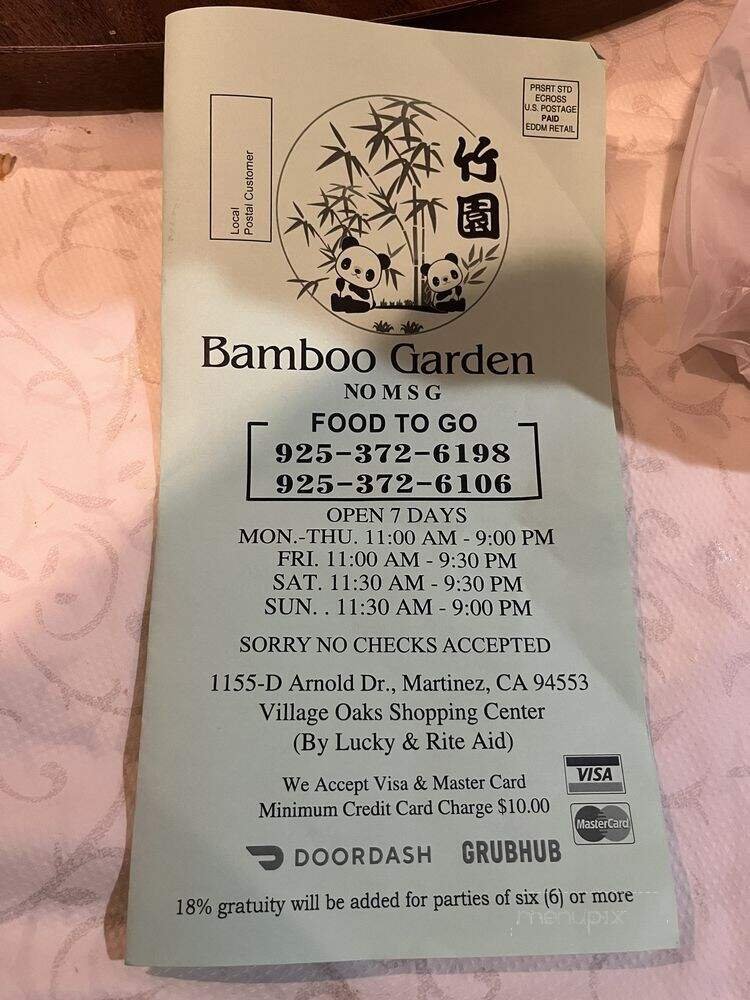 PRSRT STD
ECROSS
U.S. POSTAGE
PAID
EDDM RETAIL
Local
Postal Customer
竹園
Bamboo Garden
NO M S G
FOOD TO GO
925-372-6198
925-372-6106
OPEN 7 DAYS
MON.-THU. 11:00 AM - 9:00 PM
FRI. 11:00 AM - 9:30 PM
SAT. 11:30 AM - 9:30 PM
SUN. . 11:30 AM - 9:00 PM
SORRY NO CHECKS ACCEPTED
1155-D Arnold Dr., Martinez, CA 94553
Village Oaks Shopping Center
(By Lucky & Rite Aid)
We Accept Visa & Master Card
Minimum Credit Card Charge $10.00
VISA
MasterCard
DOORDASH GRUBHUB
18% gratuity will be added for parties of six (6) or more
menupix